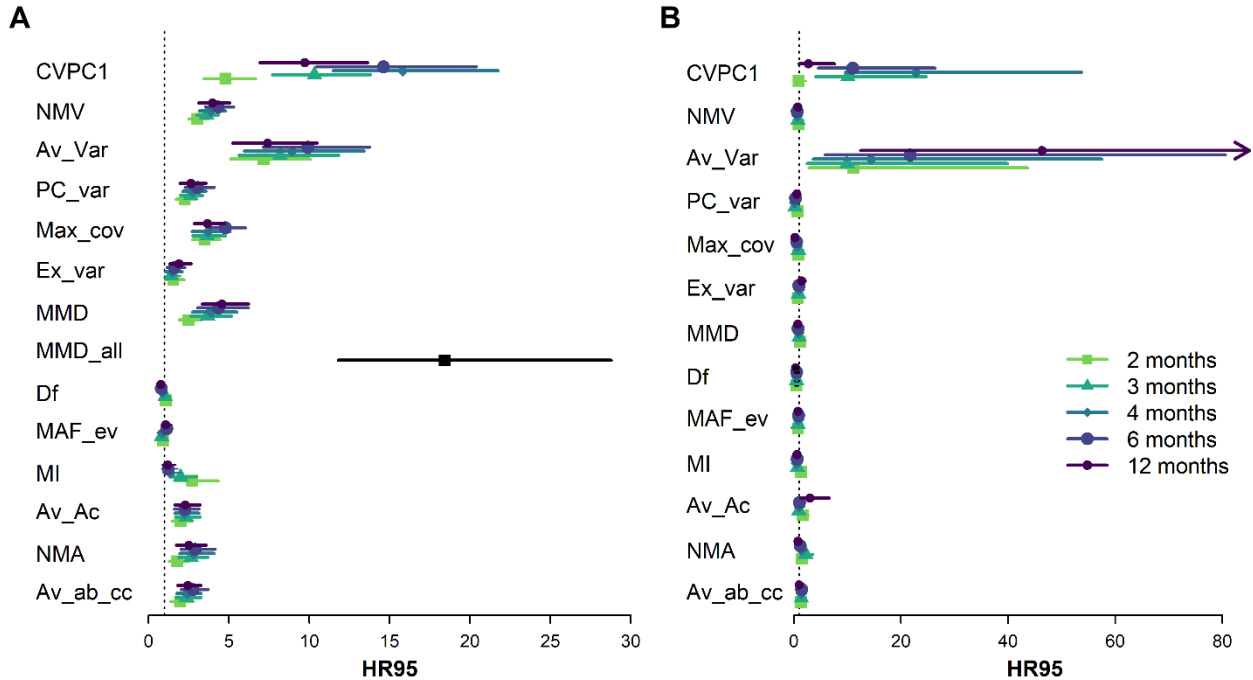 A
CVPC1
NMV
Av_Var
PC_var
Max_cov
Ex_var
MMD
MMD_all
Df
MAF_ev
MI
Av_Ac
NMA
Av_ab_cc
0 5 10 15 20 25 30
HR95
B
CVPC1
NMV
Av_Var
PC_var
Max_cov
Ex_var
MMD
Df
MAF_ev
MI
Av_Ac
NMA
Av_ab_cc
2 months
3 months
4 months
6 months
12 months
0 20 40 60 80
HR95